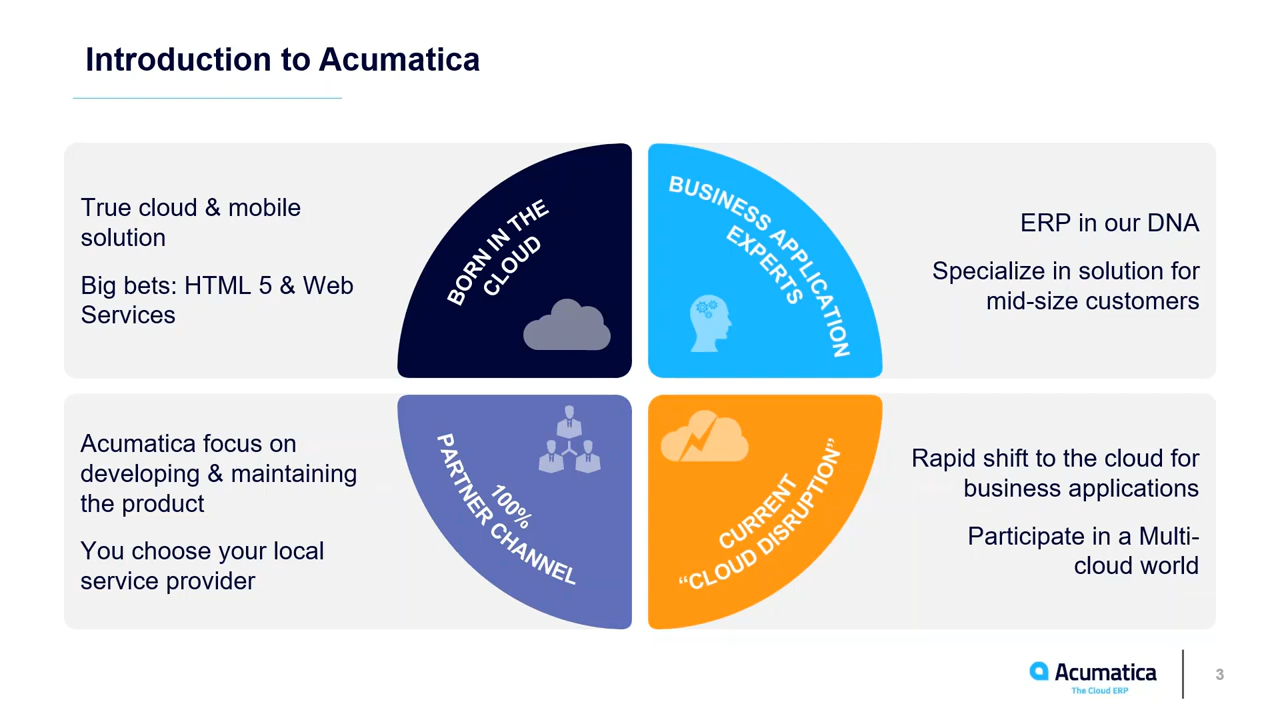 Introduction to Acumatica
True cloud & mobile
solution
Big bets: HTML 5 & Web
Services
BORN IN THE
CLOUD
BUSINESS APPLICATION
EXPERTS
ERP in our DNA
Specialize in solution for
mid-size customers
Acumatica focus on
developing & maintaining
the product
You choose your local
service provider
100%
PARTNER CHANNEL
CURRENT
“CLOUD DISRUPTION”
Rapid shift to the cloud for
business applications
Participate in a Multi-
cloud world
Acumatica
The Cloud ERP
3